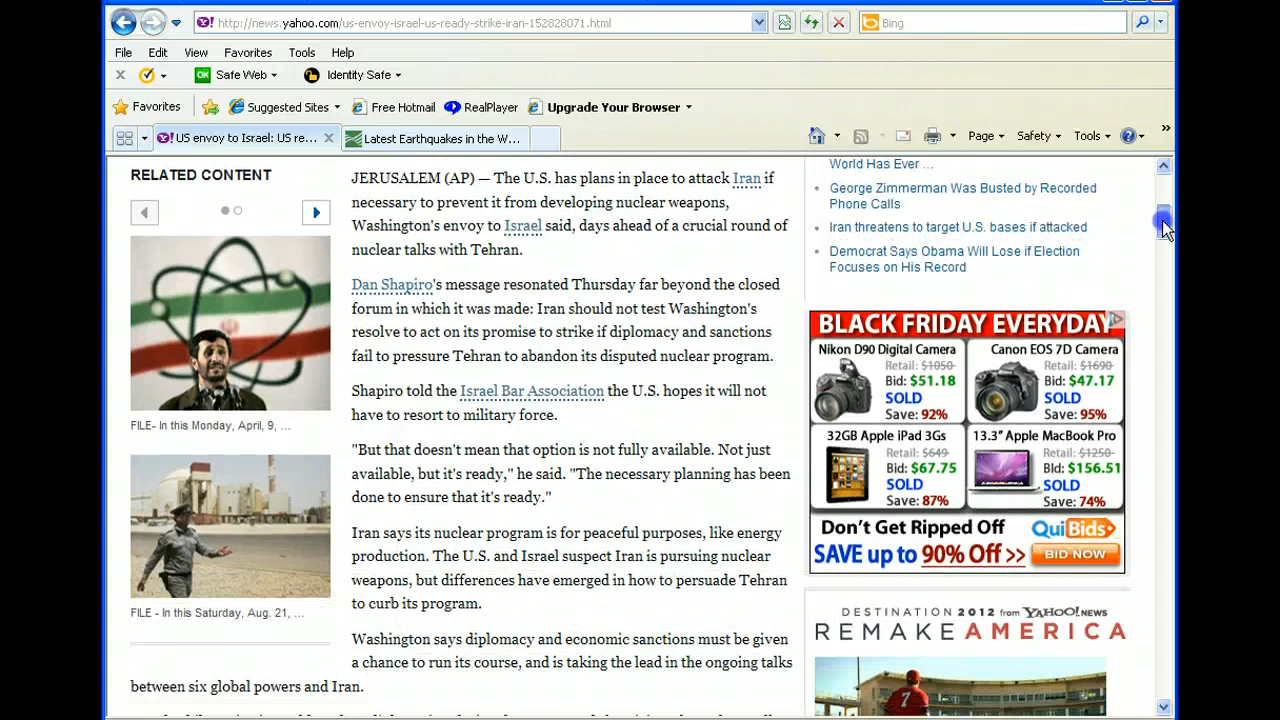 http://news.yahoo.com/us-envoy-israel-us-ready-strike-iran-152828071.html
Bing
File Edit View Favorites Tools Help
OK Safe Web Identity Safe
Favorites Suggested Sites Free Hotmail RealPlayer Upgrade Your Browser
US envoy to Israel: US re... Latest Earthquakes in the W... Page Safety Tools
RELATED CONTENT
FILE- In this Monday, April, 9, ...
FILE - In this Saturday, Aug. 21, ...
JERUSALEM (AP) — The U.S. has plans in place to attack Iran if
necessary to prevent it from developing nuclear weapons,
Washington's envoy to Israel said, days ahead of a crucial round of
nuclear talks with Tehran.
Dan Shapiro's message resonated Thursday far beyond the closed
forum in which it was made: Iran should not test Washington's
resolve to act on its promise to strike if diplomacy and sanctions
fail to pressure Tehran to abandon its disputed nuclear program.
Shapiro told the Israel Bar Association the U.S. hopes it will not
have to resort to military force.
"But that doesn't mean that option is not fully available. Not just
available, but it's ready," he said. "The necessary planning has been
done to ensure that it's ready."
Iran says its nuclear program is for peaceful purposes, like energy
production. The U.S. and Israel suspect Iran is pursuing nuclear
weapons, but differences have emerged in how to persuade Tehran
to curb its program.
Washington says diplomacy and economic sanctions must be given
a chance to run its course, and is taking the lead in the ongoing talks
between six global powers and Iran.
World Has Ever ...
George Zimmerman Was Busted by Recorded
Phone Calls
Iran threatens to target U.S. bases if attacked
Democrat Says Obama Will Lose if Election
Focuses on His Record
BLACK FRIDAY EVERYDAY
Nikon D90 Digital Camera
Retail: $1050
Bid: $51.18
SOLD
Save: 92%
Canon EOS 7D Camera
Retail: $1690
Bid: $47.17
SOLD
Save: 95%
32GB Apple iPad 3Gs
Retail: $649
Bid: $67.75
SOLD
Save: 87%
13.3" Apple MacBook Pro
Retail: $1250
Bid: $156.51
SOLD
Save: 74%
Don't Get Ripped Off
SAVE up to 90% Off >>
QuiBids
BID NOW
DESTINATION 2012 from YAHOO! NEWS
REMAKE AMERICA
7